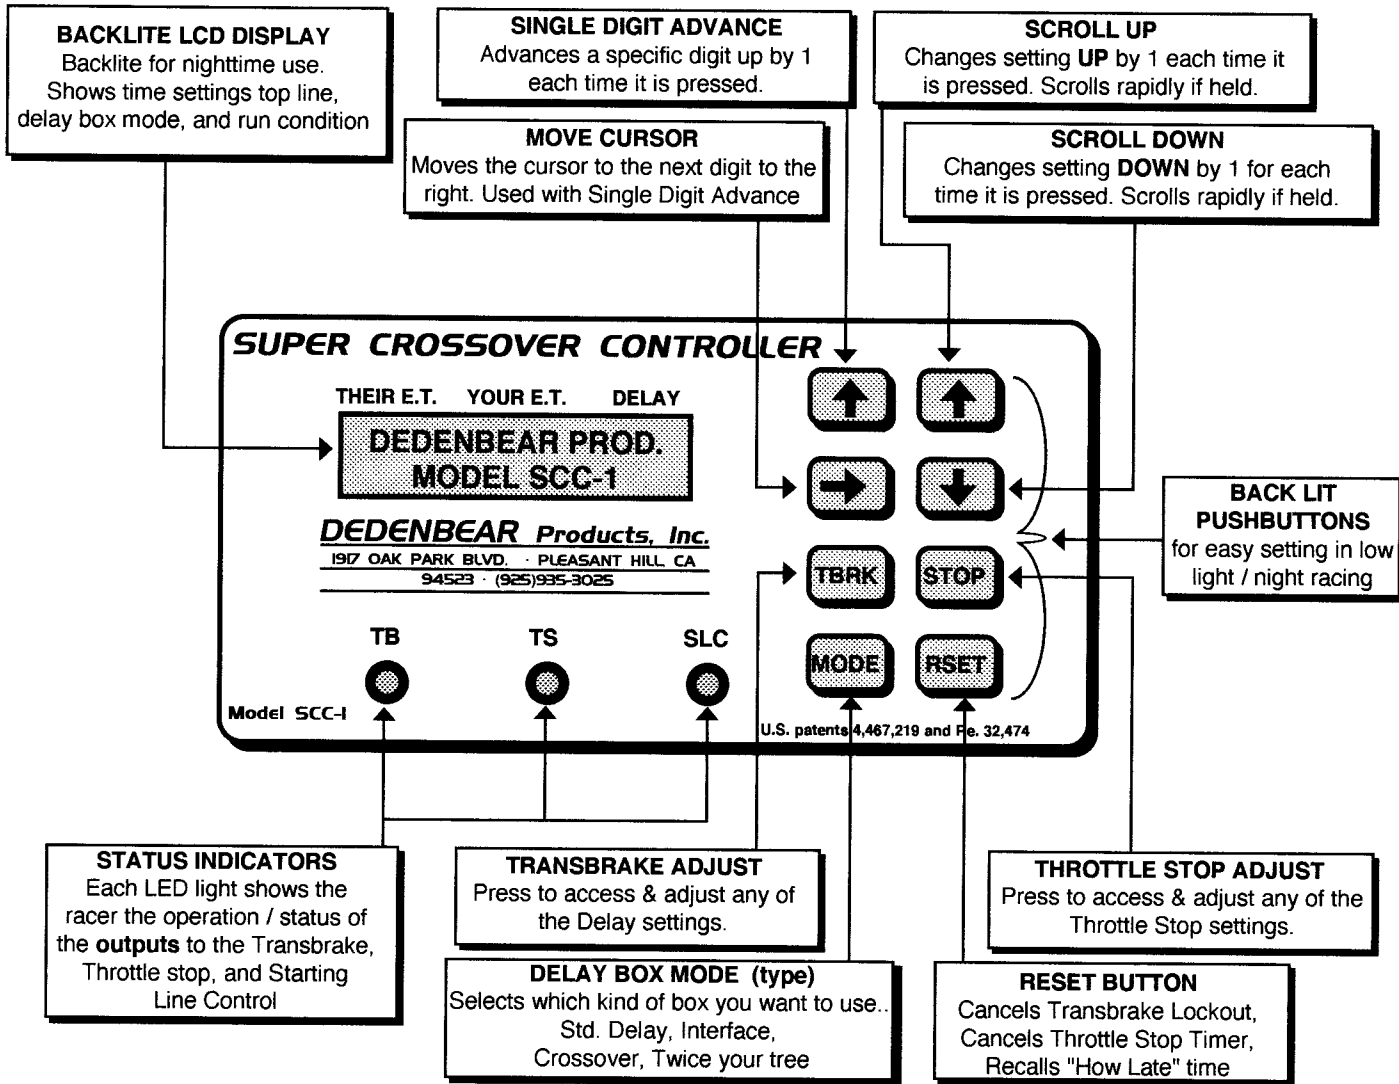 BACKLITE LCD DISPLAY
Backlite for nighttime use.
Shows time settings top line,
delay box mode, and run condition
SINGLE DIGIT ADVANCE
Advances a specific digit up by 1
each time it is pressed.
SCROLL UP
Changes setting UP by 1 each time it
is pressed. Scrolls rapidly if held.
MOVE CURSOR
Moves the cursor to the next digit to the
right. Used with Single Digit Advance
SCROLL DOWN
Changes setting DOWN by 1 for each
time it is pressed. Scrolls rapidly if held.
SUPER CROSSOVER CONTROLLER
THEIR E.T. YOUR E.T. DELAY
DEDENBEAR PROD.
MODEL SCC-1
DEDENBEAR Products, Inc.
1917 OAK PARK BLVD. · PLEASANT HILL CA
94523 · (925)935-3025
TB TS SLC
Model SCC-1
TBRK STOP
MODE RSET
U.S. patents 4,467,219 and Re. 32,474
BACK LIT
PUSHBUTTONS
for easy setting in low
light / night racing
STATUS INDICATORS
Each LED light shows the
racer the operation / status of
the outputs to the Transbrake,
Throttle stop, and Starting
Line Control
TRANSBRAKE ADJUST
Press to access & adjust any of
the Delay settings.
THROTTLE STOP ADJUST
Press to access & adjust any of the
Throttle Stop settings.
DELAY BOX MODE (type)
Selects which kind of box you want to use..
Std. Delay, Interface,
Crossover, Twice your tree
RESET BUTTON
Cancels Transbrake Lockout,
Cancels Throttle Stop Timer,
Recalls "How Late" time